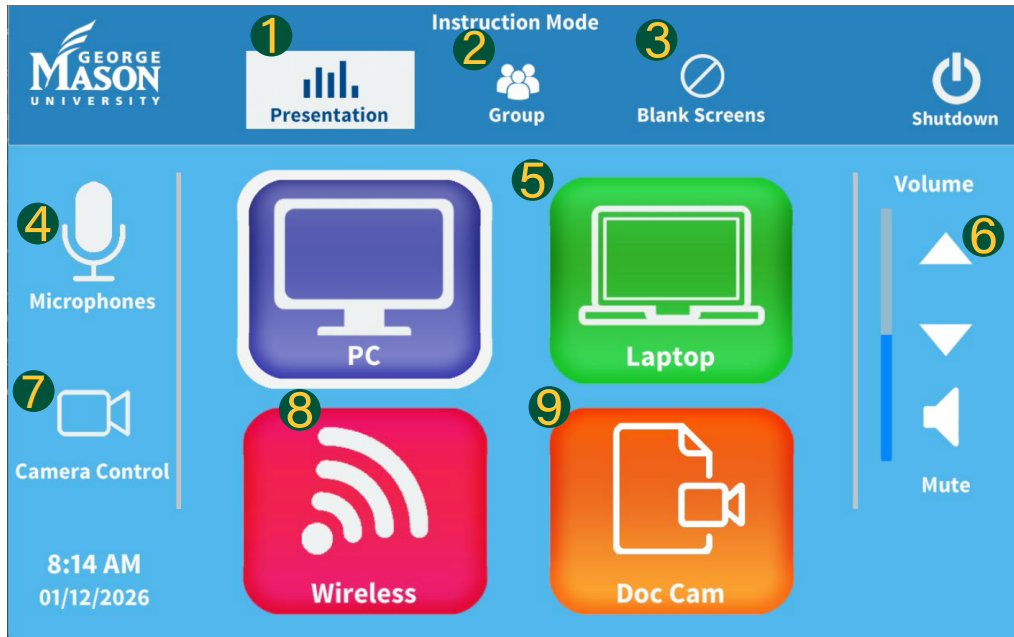 GEORGE
MASON
UNIVERSITY
Instruction Mode
1
Presentation
2
Group
3
Blank Screens
Shutdown
4
Microphones
PC
5
Laptop
Volume
6
7
Camera Control
8
Wireless
9
Doc Cam
Mute
8:14 AM
01/12/2026